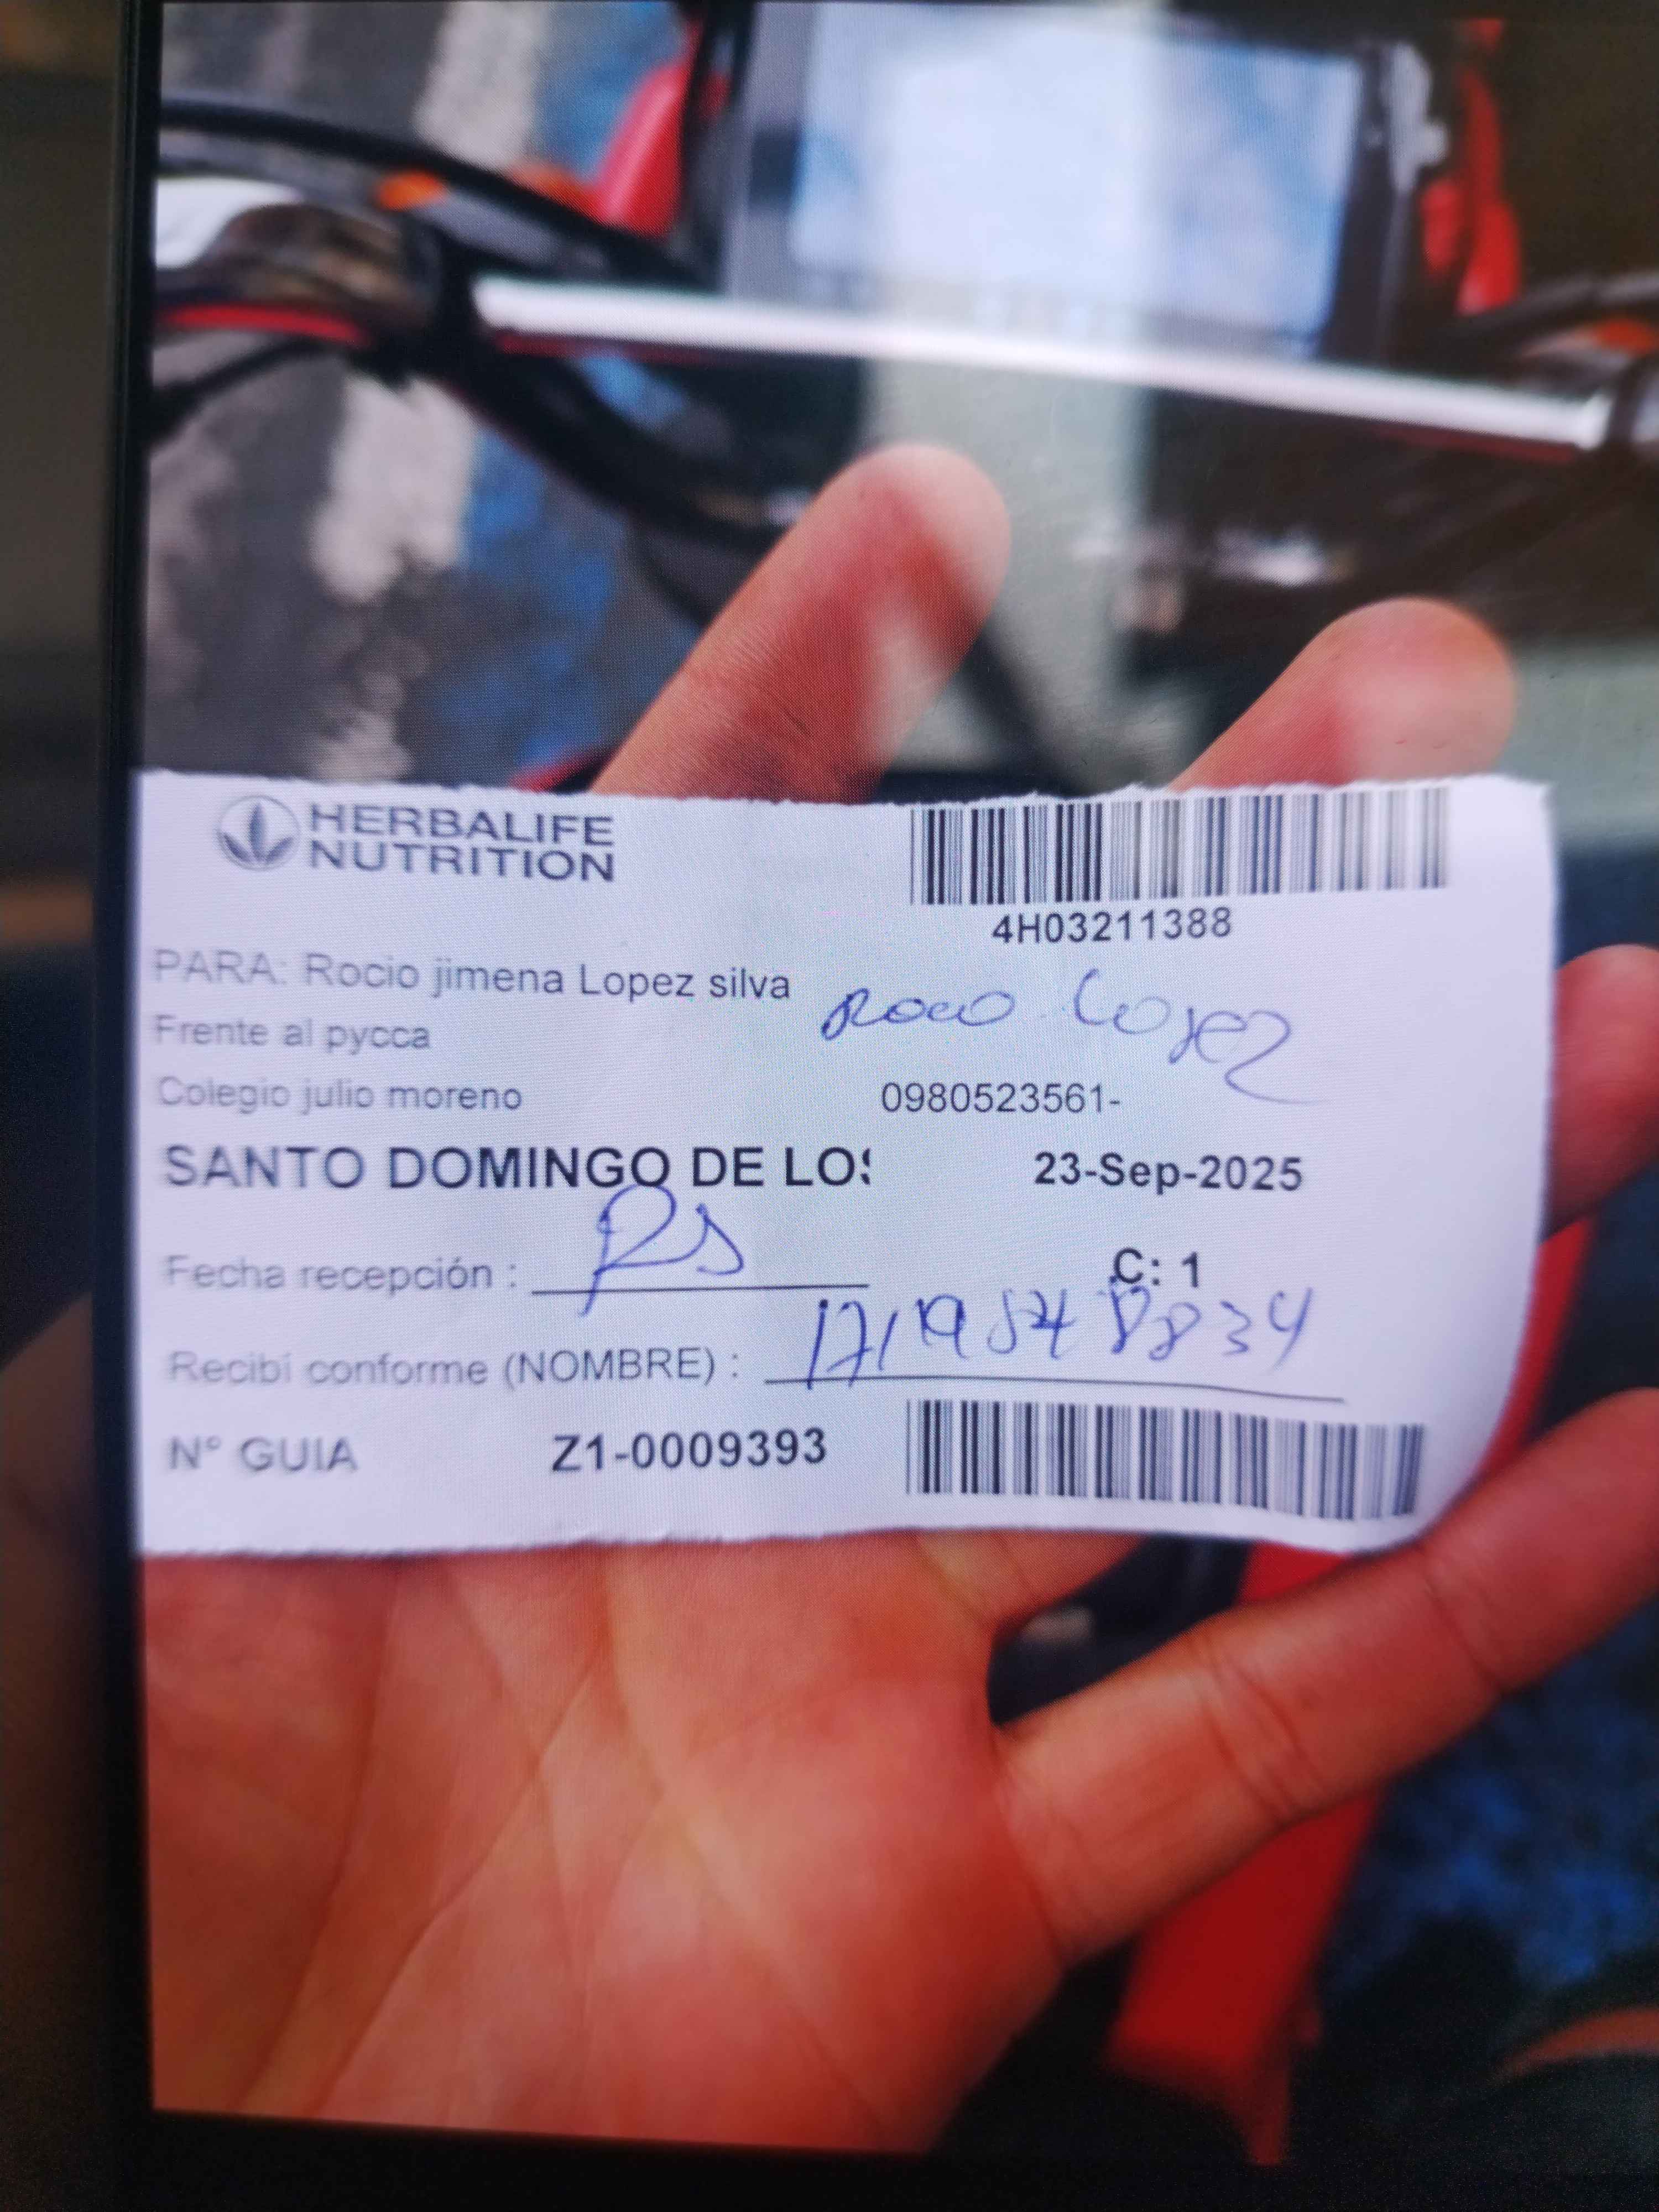 HERBALIFE
NUTRITION
4H03211388
PARA: Rocio jimena Lopez silva
Rocio Lopez
Frente al pycca
Colegio julio moreno
0980523561-
SANTO DOMINGO DE LOS
23-Sep-2025
Fecha recepción :
C: 1
Recibí conforme (NOMBRE) :
N° GUIA
Z1-0009393